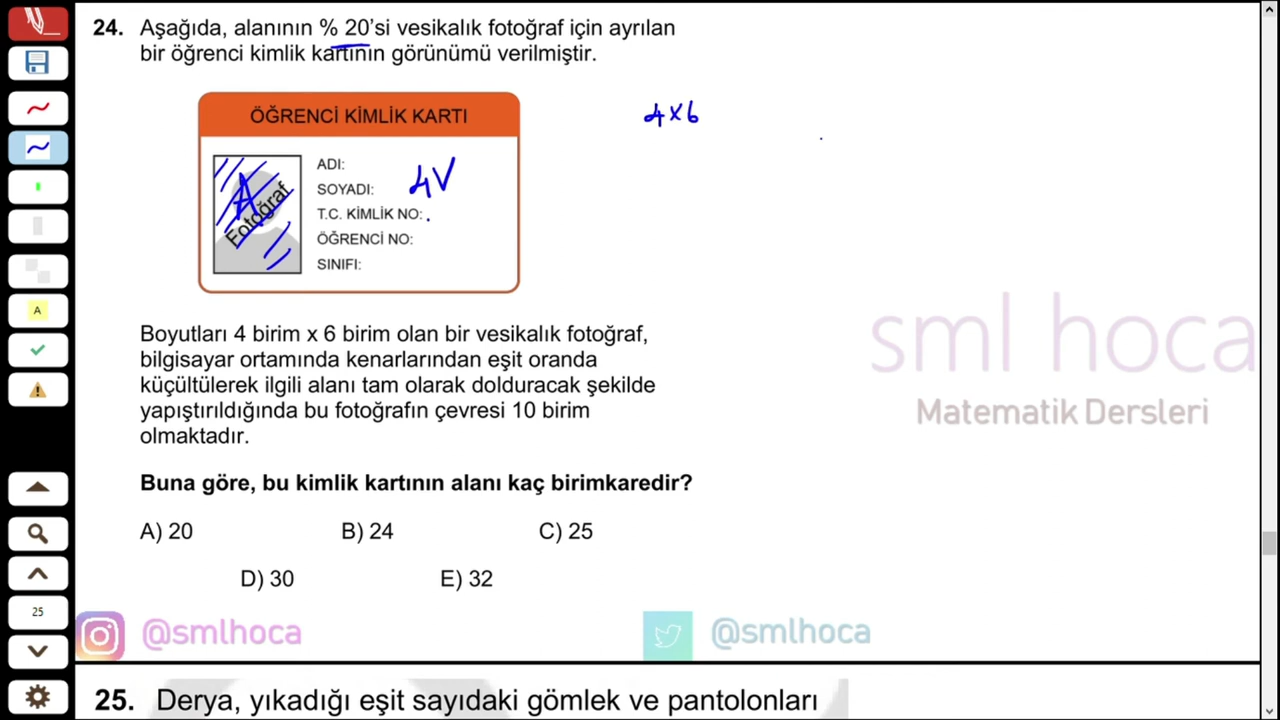 24. Aşağıda, alanının % 20'si vesikalık fotoğraf için ayrılan
bir öğrenci kimlik kartının görünümü verilmiştir.
4x6
ÖĞRENCİ KİMLİK KARTI
A
Fotoğraf
ADI:
SOYADI:
T.C. KİMLİK NO:
ÖĞRENCİ NO:
SINIFI:
Boyutları 4 birim x 6 birim olan bir vesikalık fotoğraf,
bilgisayar ortamında kenarlarından eşit oranda
küçültülerek ilgili alanı tam olarak dolduracak şekilde
yapıştırıldığında bu fotoğrafın çevresi 10 birim
olmaktadır.
sml hoca
Matematik Dersleri
Buna göre, bu kimlik kartının alanı kaç birimkaredir?
A) 20 B) 24 C) 25
D) 30 E) 32
@smlhoca @smlhoca
25. Derya, yıkadığı eşit sayıdaki gömlek ve pantolonları
A
25